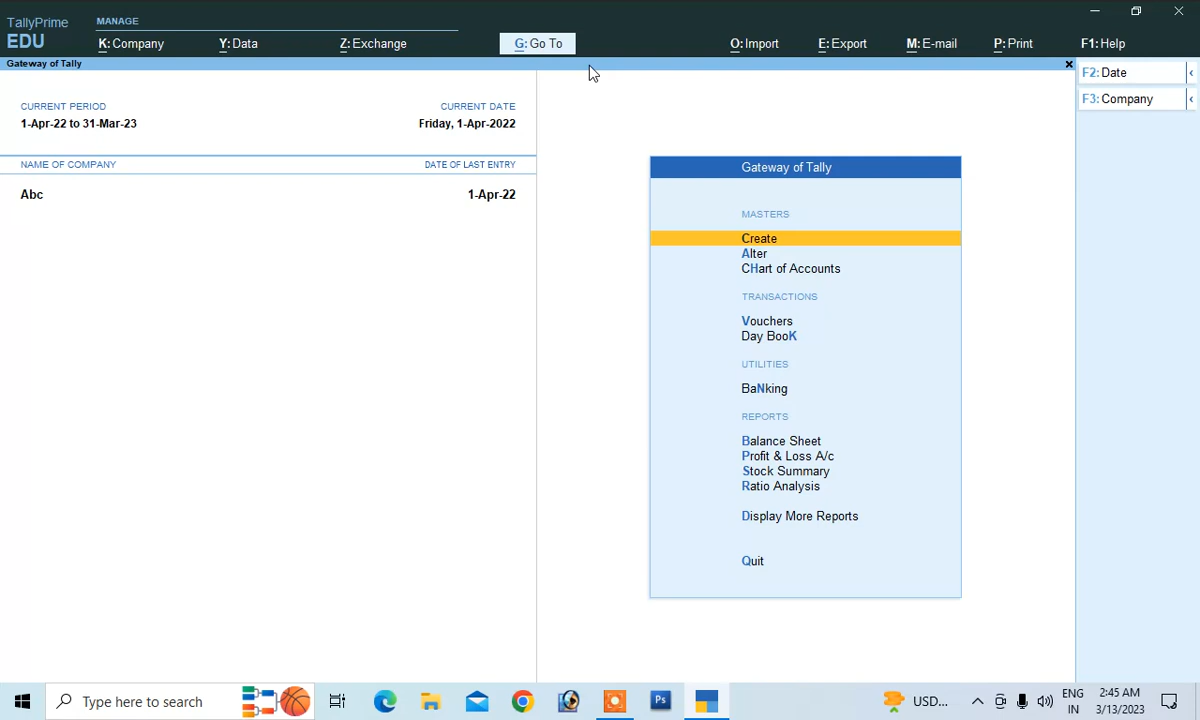 TallyPrime
EDU
MANAGE
K: Company
Y: Data
Z: Exchange
G: Go To
O: Import
E: Export
M: E-mail
P: Print
F1: Help
Gateway of Tally
F2: Date
F3: Company
CURRENT PERIOD
CURRENT DATE
1-Apr-22 to 31-Mar-23
Friday, 1-Apr-2022
NAME OF COMPANY
DATE OF LAST ENTRY
Abc
1-Apr-22
Gateway of Tally
MASTERS
Create
Alter
CHart of Accounts
TRANSACTIONS
Vouchers
Day BooK
UTILITIES
BaNking
REPORTS
Balance Sheet
Profit & Loss A/c
Stock Summary
Ratio Analysis
Display More Reports
Quit
Type here to search
Ps
USD...
ENG
IN
2:45 AM
3/13/2023